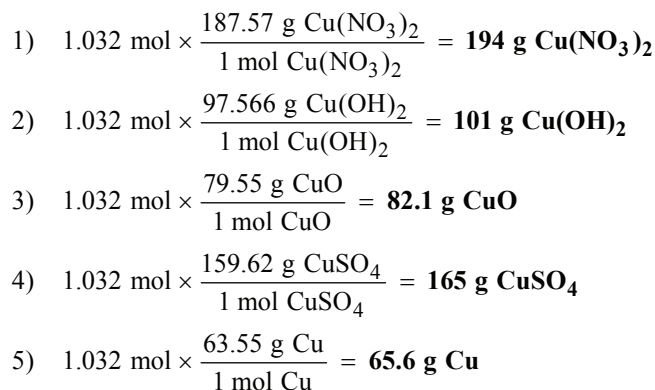 1) 1.032 mol × 187.57 g Cu(NO₃)₂ / 1 mol Cu(NO₃)₂ = 194 g Cu(NO₃)₂
2) 1.032 mol × 97.566 g Cu(OH)₂ / 1 mol Cu(OH)₂ = 101 g Cu(OH)₂
3) 1.032 mol × 79.55 g CuO / 1 mol CuO = 82.1 g CuO
4) 1.032 mol × 159.62 g CuSO₄ / 1 mol CuSO₄ = 165 g CuSO₄
5) 1.032 mol × 63.55 g Cu / 1 mol Cu = 65.6 g Cu